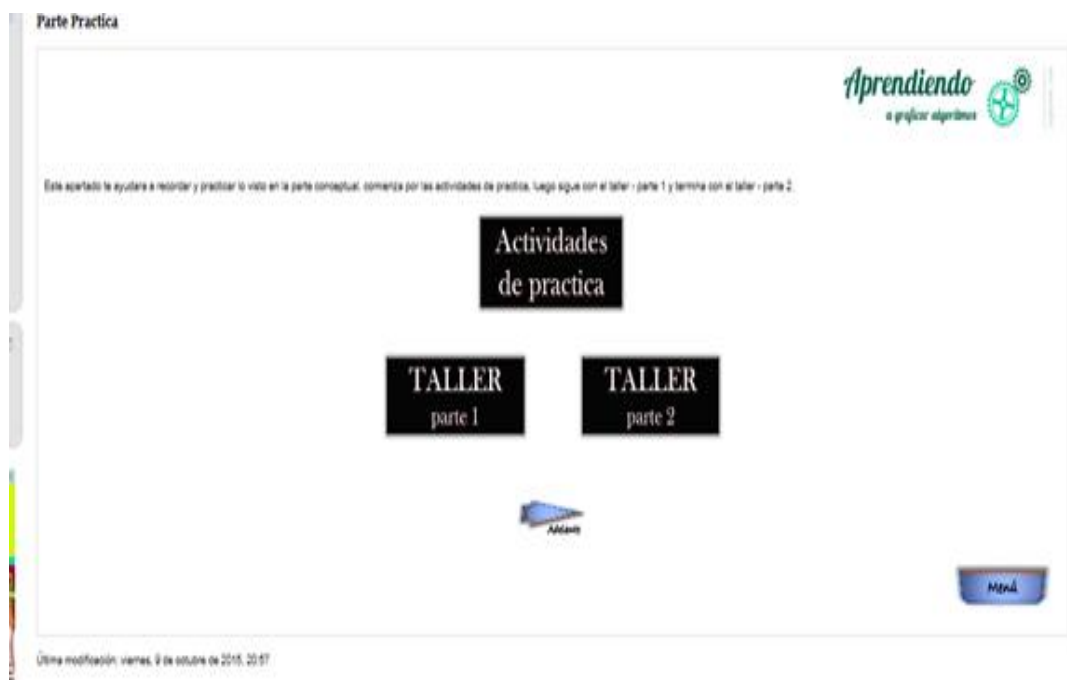 Parte Practica
Aprendiendo
a graficar algoritmos
Este apartado te ayudara a recordar y practicar lo visto en la parte conceptual, comienza por las actividades de practica, luego sigue con el taller - parte 1 y termina con el taller - parte 2.
Actividades
de practica
TALLER
parte 1
TALLER
parte 2
Adelante
Menú
Última modificación: viernes, 9 de octubre de 2015, 20:57